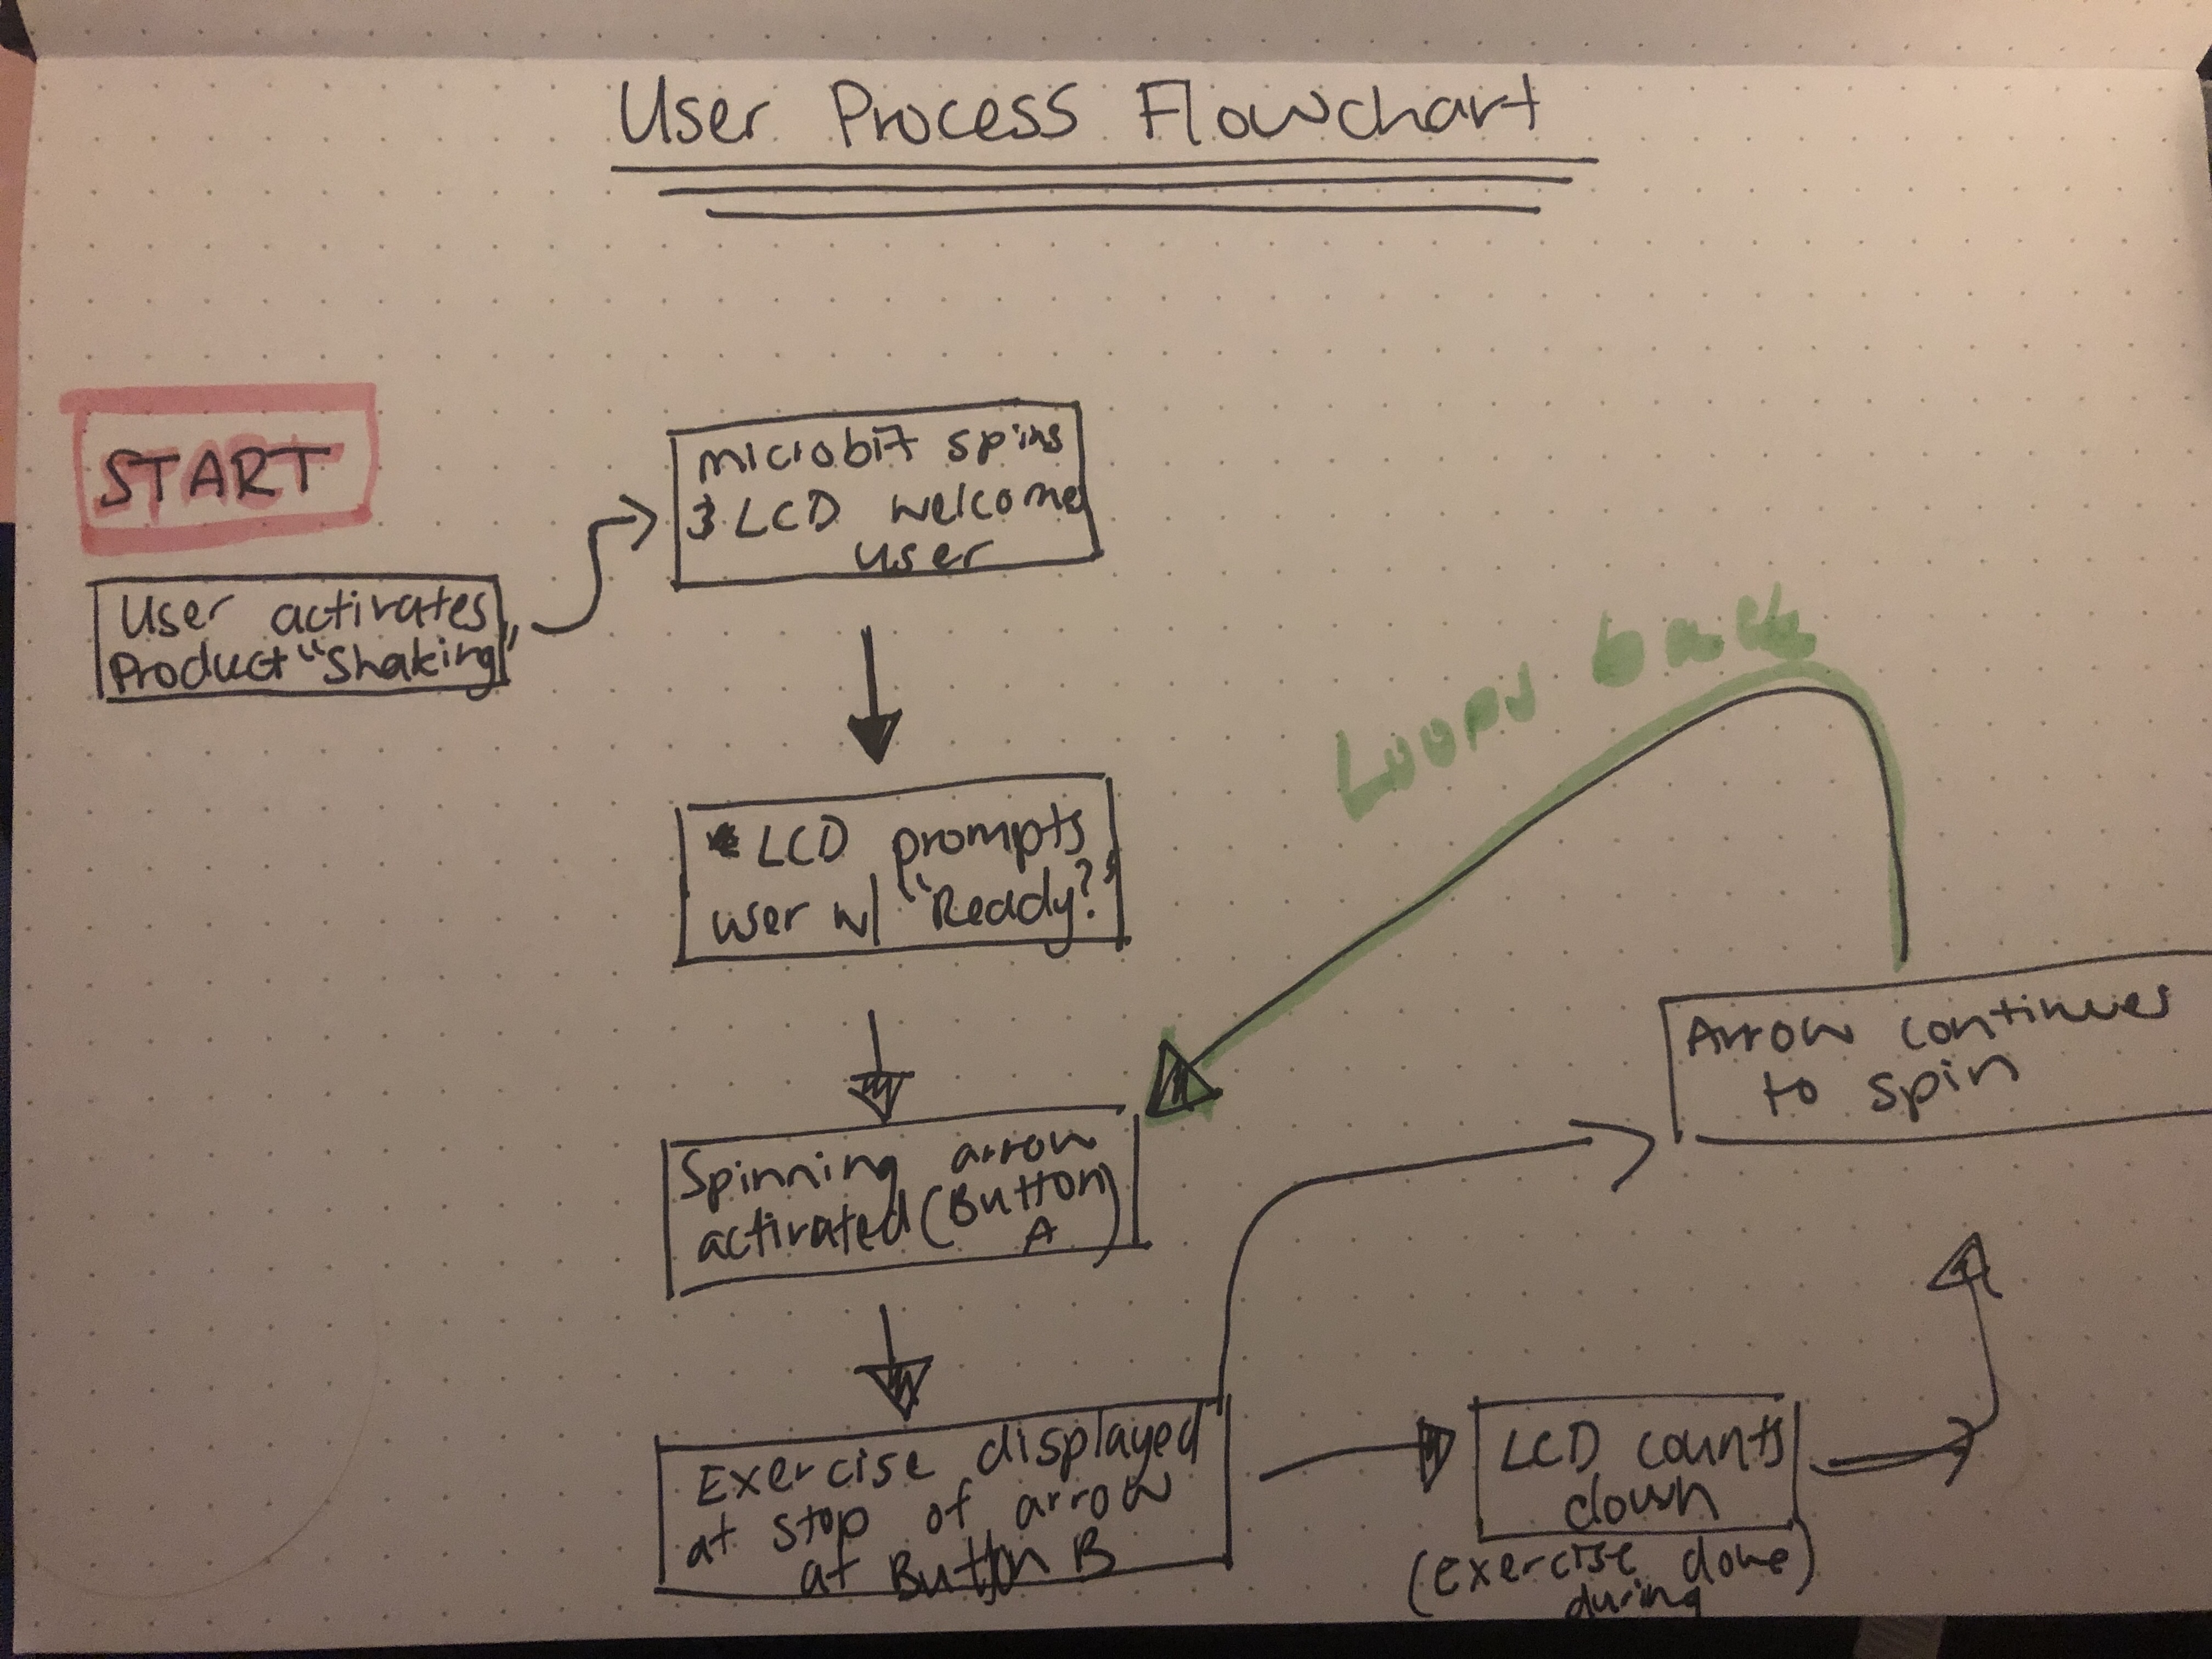 User Process Flowchart
START
User activates
Product "Shaking"
microbit spins
& LCD welcome
user
LCD prompts
user w/ "Ready?"
Loops back
Spinning arrow
activated (Button
A)
Arrow continues
to spin
Exercise displayed
at stop of arrow
at Button B
LCD counts
down
(exercise done)
during